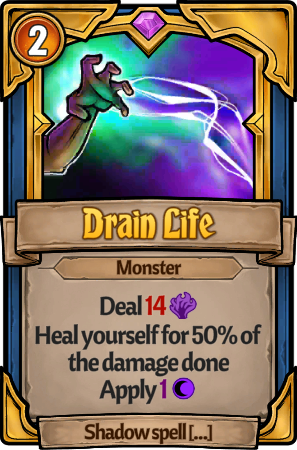 2
Drain Life
Monster
Deal 14
Heal yourself for 50% of
the damage done
Apply 1
Shadow spell [...]